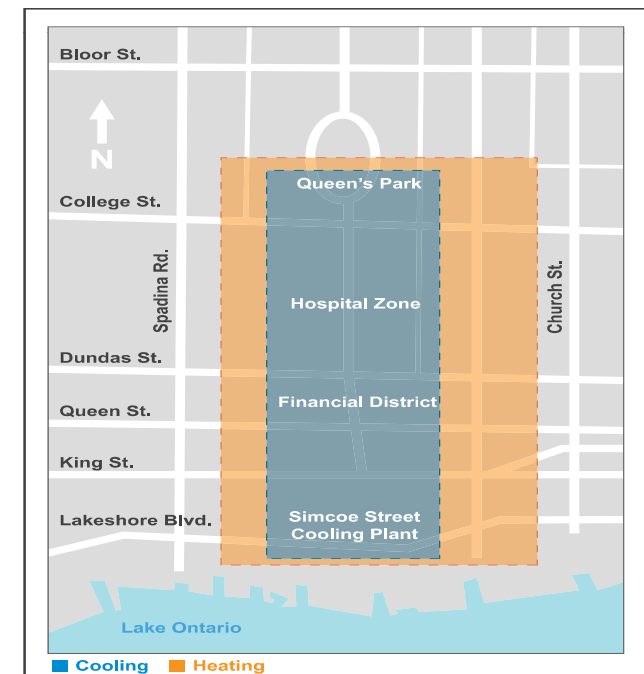 Bloor St.
N
Queen's Park
College St.
Spadina Rd.
Hospital Zone
Church St.
Dundas St.
Financial District
Queen St.
King St.
Lakeshore Blvd.
Simcoe Street
Cooling Plant
Lake Ontario
Cooling
Heating